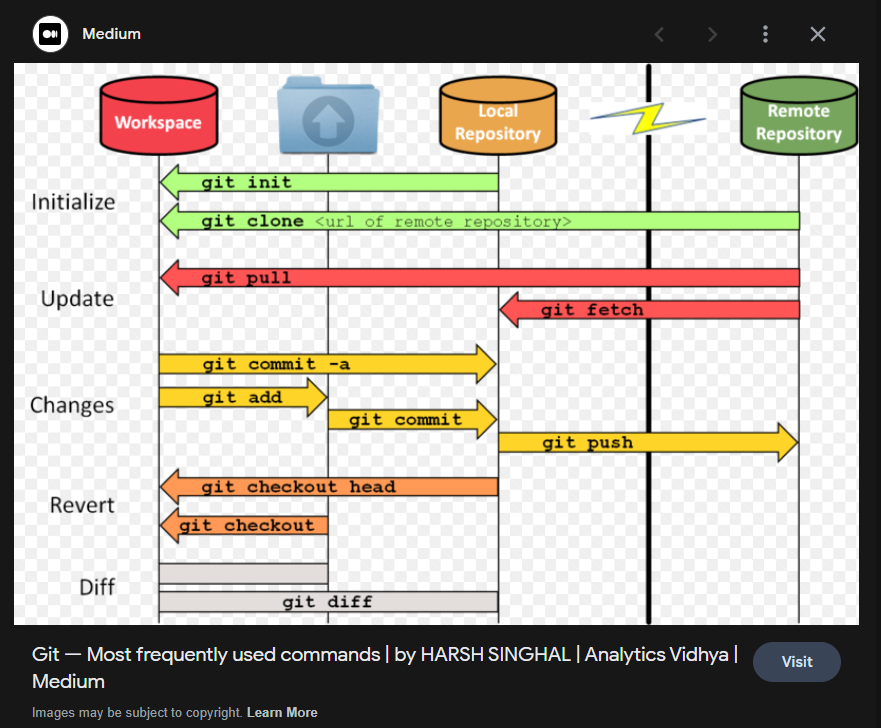 Medium
Workspace
Local
Repository
Remote
Repository
Initialize
git init
git clone <url of remote repository>
Update
git pull
git fetch
Changes
git commit -a
git add
git commit
git push
Revert
git checkout head
git checkout
Diff
git diff
Git — Most frequently used commands | by HARSH SINGHAL | Analytics Vidhya |
Medium
Visit
Images may be subject to copyright. Learn More